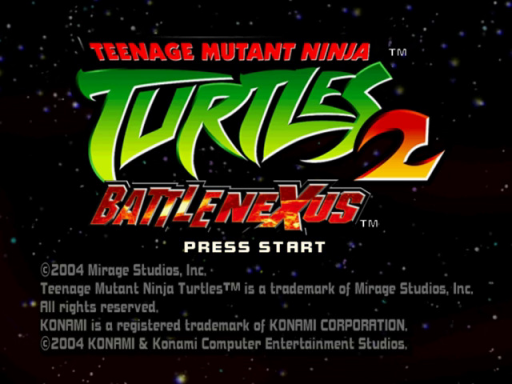 TEENAGE MUTANT NINJA ™
TURTLES 2
BATTLE NEXUS ™
PRESS START
©2004 Mirage Studios, Inc.
Teenage Mutant Ninja Turtles™ is a trademark of Mirage Studios, Inc.
All rights reserved.
KONAMI is a registered trademark of KONAMI CORPORATION.
©2004 KONAMI & Konami Computer Entertainment Studios.